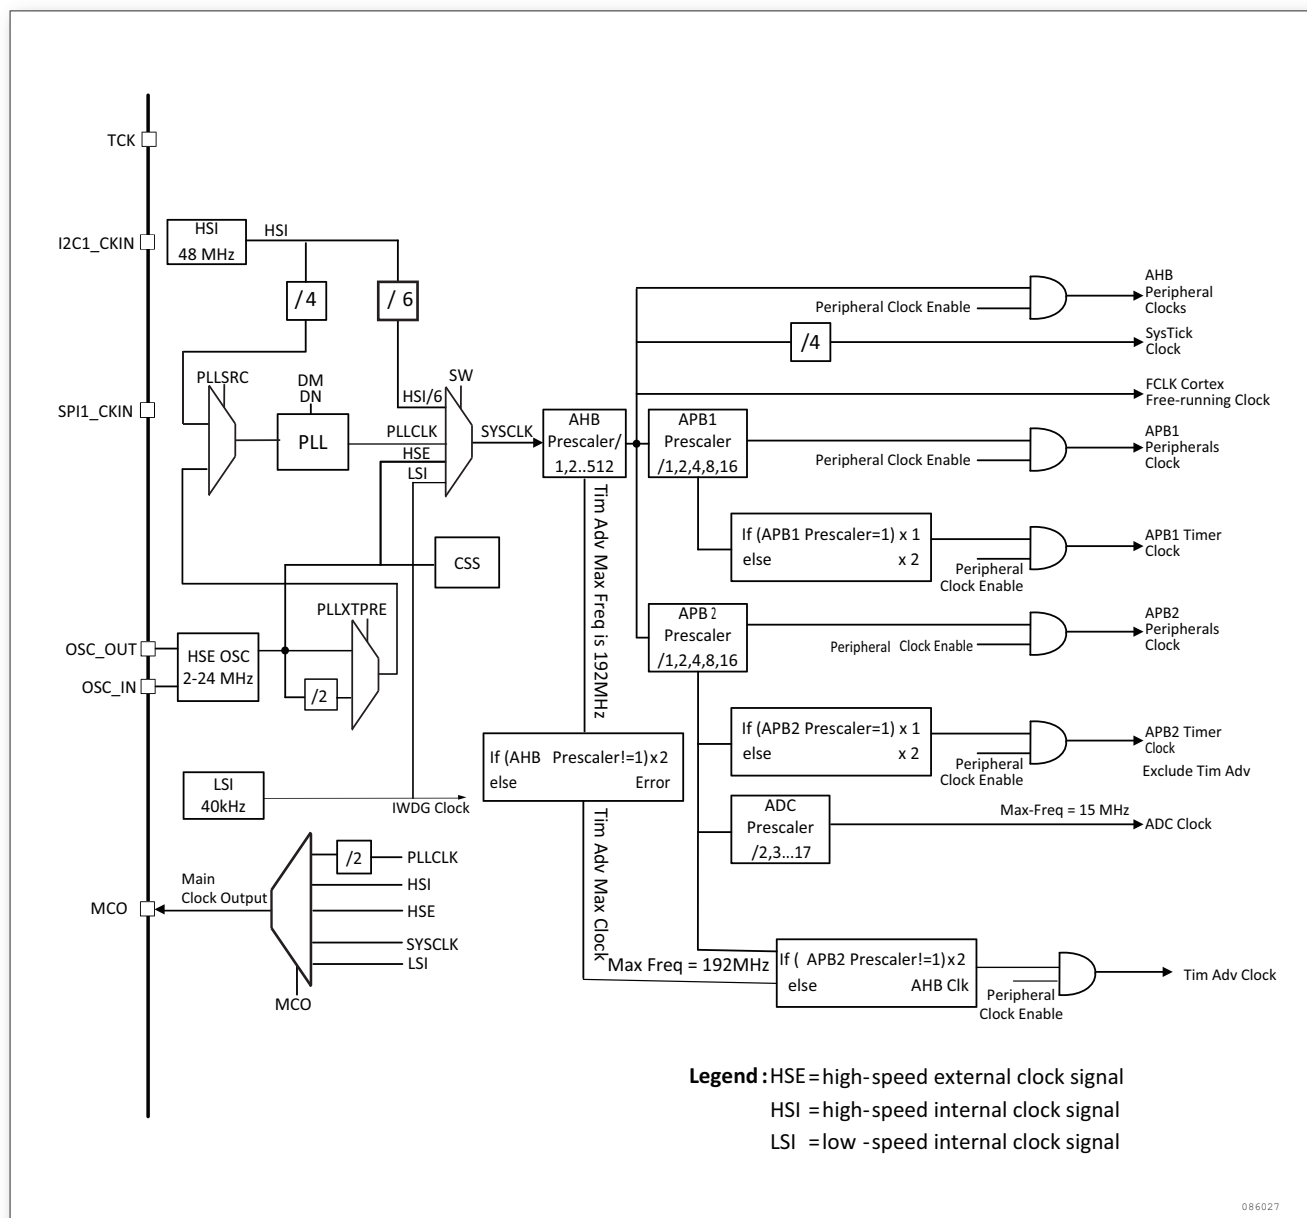 TCK
I2C1_CKIN
HSI
48 MHz
HSI
/ 4
/ 6
SPI1_CKIN
PLLSRC
DM
DN
PLL
SW
HSI/6
PLLCLK
HSE
LSI
SYSCLK
AHB
Prescaler/
1,2..512
APB1
Prescaler
/1,2,4,8,16
Peripheral Clock Enable
AHB
Peripheral
Clocks
/4
SysTick
Clock
FCLK Cortex
Free-running Clock
Peripheral Clock Enable
APB1
Peripherals
Clock
If (APB1 Prescaler=1) x 1
else x 2
Peripheral
Clock Enable
APB1 Timer
Clock
CSS
Tim Adv Max Freq is 192MHz
PLLXTPRE
OSC_OUT
OSC_IN
HSE OSC
2-24 MHz
/2
APB 2
Prescaler
/1,2,4,8,16
Peripheral Clock Enable
APB2
Peripherals
Clock
If (APB2 Prescaler=1) x 1
else x 2
Peripheral
Clock Enable
APB2 Timer
Clock
Exclude Tim Adv
If (AHB Prescaler!=1)x2
else Error
LSI
40kHz
IWDG Clock
ADC
Prescaler
/2,3...17
Max-Freq = 15 MHz
ADC Clock
Tim Adv Max Clock
MCO
Main
Clock Output
/2
PLLCLK
HSI
HSE
SYSCLK
LSI
MCO
Max Freq = 192MHz
If ( APB2 Prescaler!=1)x2
else AHB Clk
Peripheral
Clock Enable
Tim Adv Clock
Legend : HSE = high-speed external clock signal
HSI = high-speed internal clock signal
LSI = low -speed internal clock signal
086027